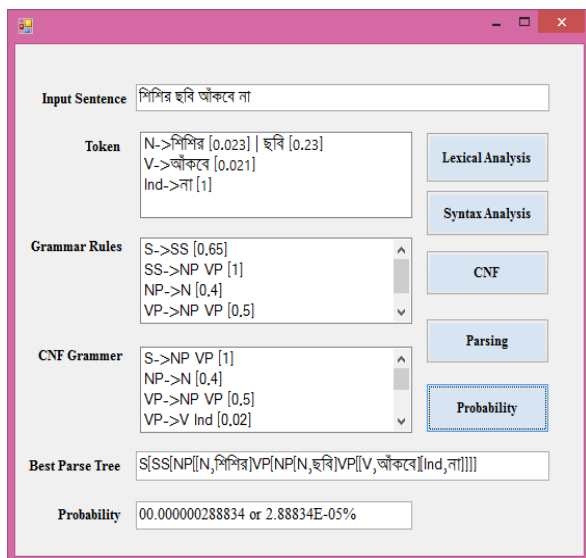 Input Sentence শিশির ছবি আঁকবে না
Token
N->শিশির [0.023] | ছবি [0.23]
V->আঁকবে [0.021]
Ind->না [1]
Lexical Analysis
Syntax Analysis
Grammar Rules
S->SS [0.65]
SS->NP VP [1]
NP->N [0.4]
VP->NP VP [0.5]
CNF
Parsing
CNF Grammer
S->NP VP [1]
NP->N [0.4]
VP->NP VP [0.5]
VP->V Ind [0.02]
Probability
Best Parse Tree S[SS[NP[[N,শিশির]VP[NP[N,ছবি]VP[[V,আঁকবে][Ind,না]]]]
Probability 00.000000288834 or 2.88834E-05%